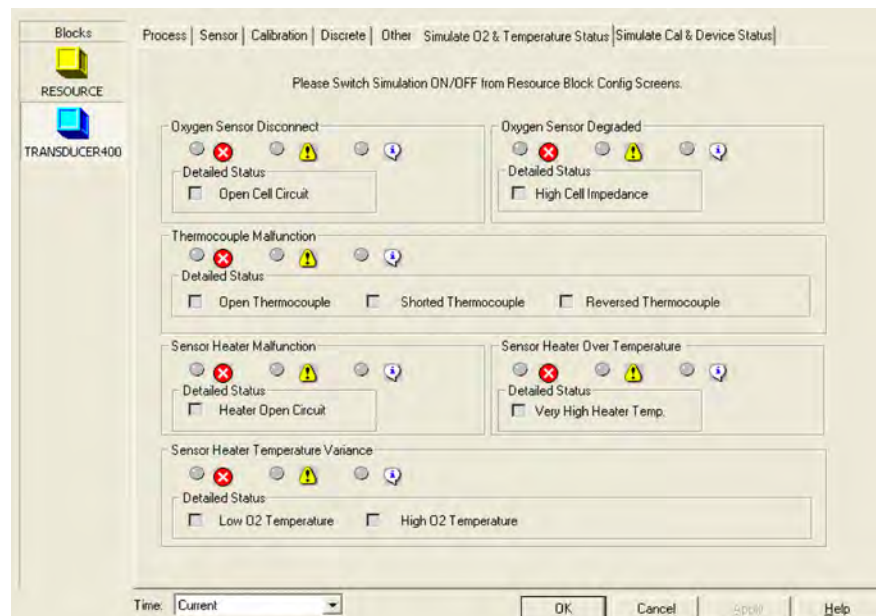 Blocks
RESOURCE
TRANSDUCER400
Process | Sensor | Calibration | Discrete | Other | Simulate O2 & Temperature Status | Simulate Cal & Device Status |
Please Switch Simulation ON/OFF from Resource Block Config Screens.
Oxygen Sensor Disconnect
Detailed Status
Open Cell Circuit
Oxygen Sensor Degraded
Detailed Status
High Cell Impedance
Thermocouple Malfunction
Detailed Status
Open Thermocouple
Shorted Thermocouple
Reversed Thermocouple
Sensor Heater Malfunction
Detailed Status
Heater Open Circuit
Sensor Heater Over Temperature
Detailed Status
Very High Heater Temp.
Sensor Heater Temperature Variance
Detailed Status
Low O2 Temperature
High O2 Temperature
Time: Current
OK
Cancel
Apply
Help